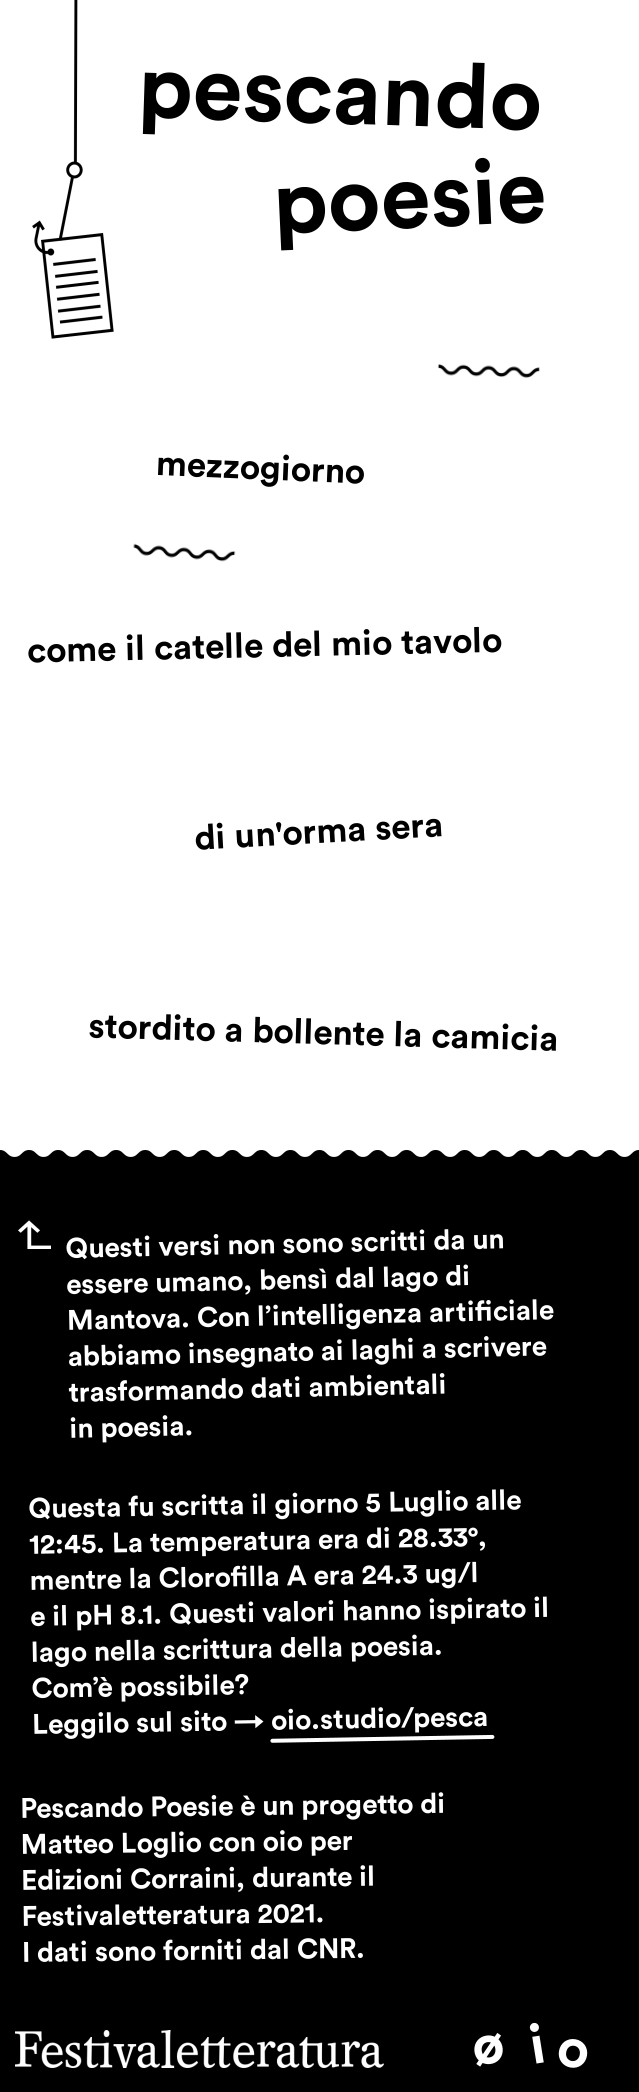 pescando
poesie
mezzogiorno
come il catelle del mio tavolo
di un'orma sera
stordito a bollente la camicia
Questi versi non sono scritti da un
essere umano, bensì dal lago di
Mantova. Con l’intelligenza artificiale
abbiamo insegnato ai laghi a scrivere
trasformando dati ambientali
in poesia.
Questa fu scritta il giorno 5 Luglio alle
12:45. La temperatura era di 28.33°,
mentre la Clorofilla A era 24.3 ug/l
e il pH 8.1. Questi valori hanno ispirato il
lago nella scrittura della poesia.
Com’è possibile?
Leggilo sul sito → oio.studio/pesca
Pescando Poesie è un progetto di
Matteo Loglio con oio per
Edizioni Corraini, durante il
Festivaletteratura 2021.
I dati sono forniti dal CNR.
Festivaletteratura øio